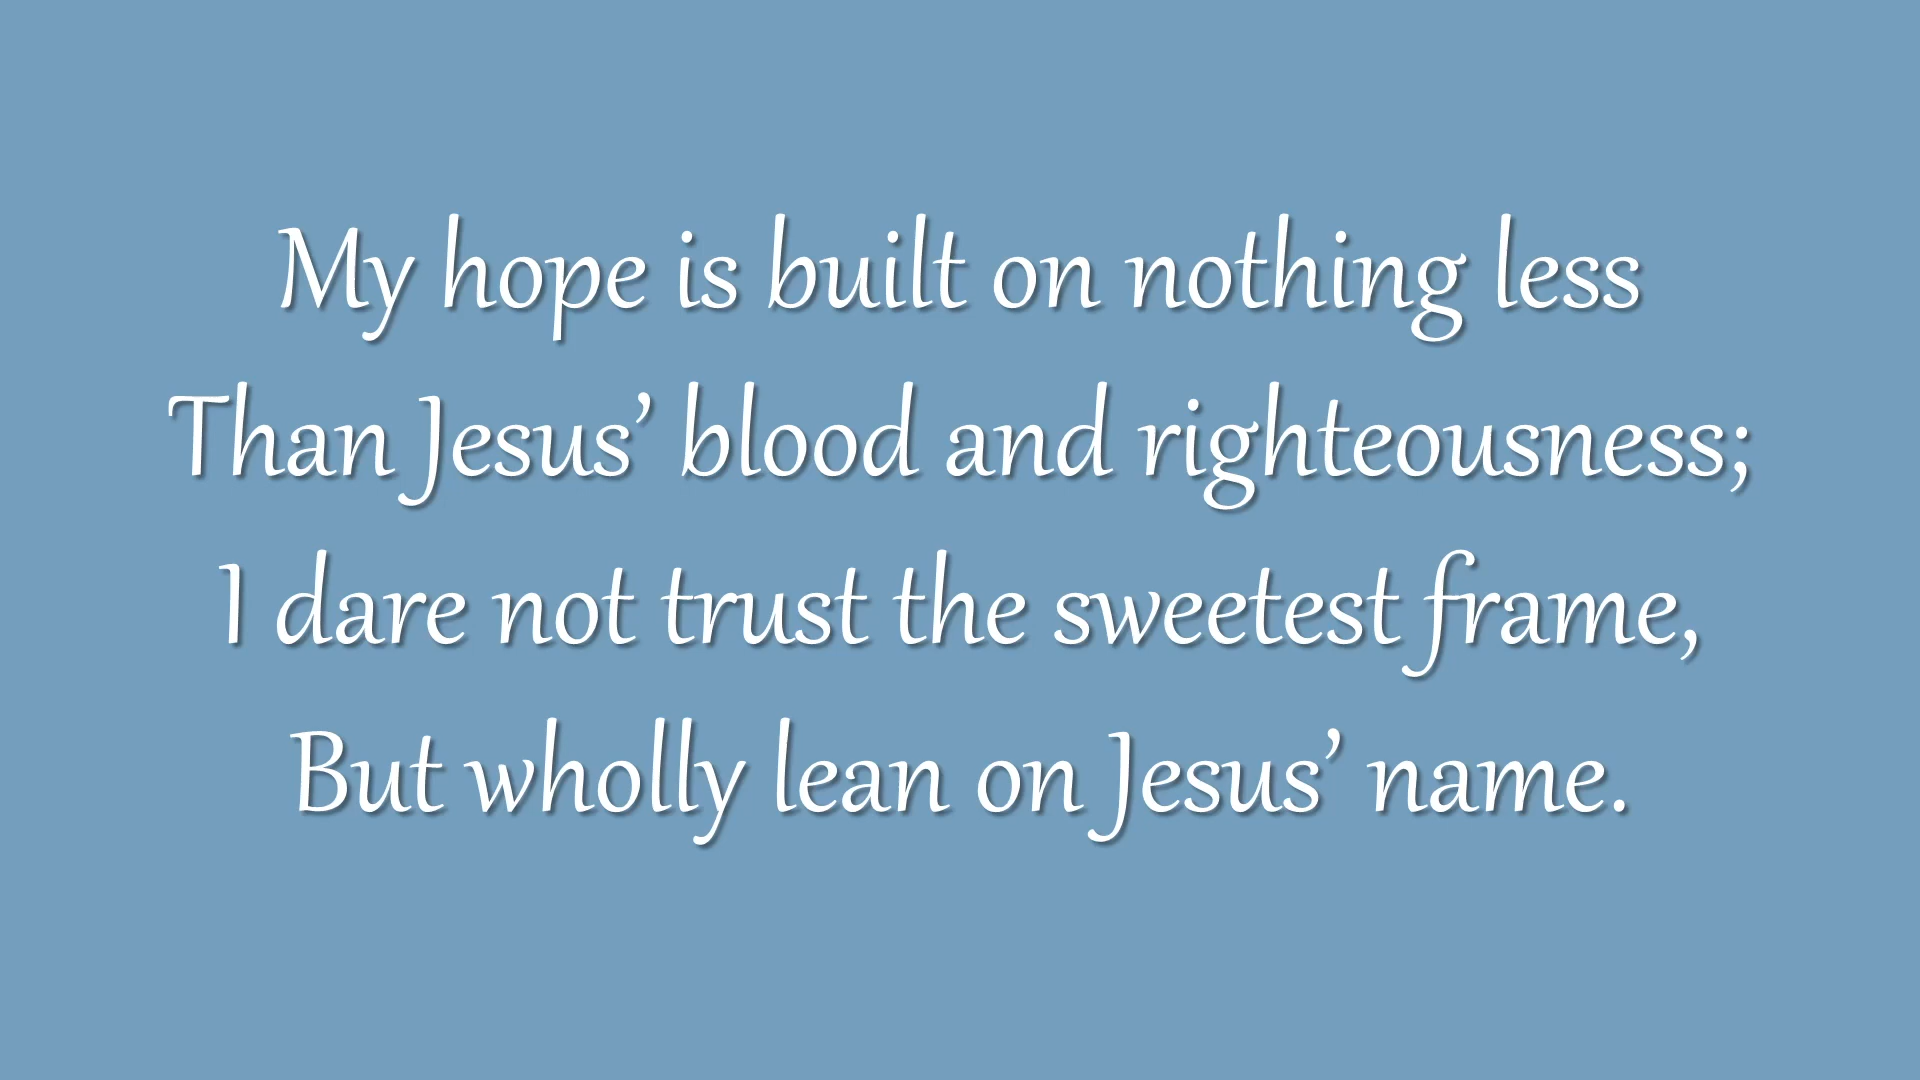 My hope is built on nothing less
Than Jesus’ blood and righteousness;
I dare not trust the sweetest frame,
But wholly lean on Jesus’ name.